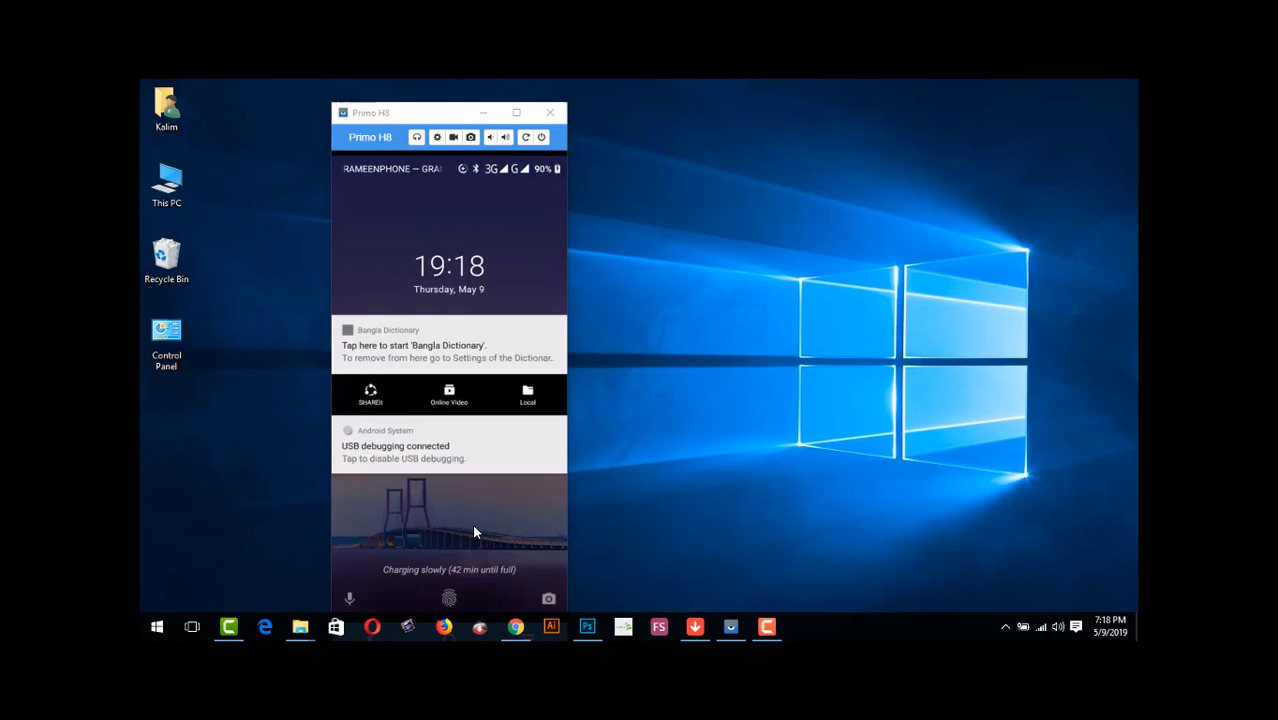 Kalim
This PC
Recycle Bin
Control
Panel
Primo H8
Primo H8
RAMEENPHONE — GRA
3G G 90%
19:18
Thursday, May 9
Bangla Dictionary
Tap here to start 'Bangla Dictionary'.
To remove from here go to Settings of the Dictionar..
SHAREit Online Video Local
Android System
USB debugging connected
Tap to disable USB debugging.
Charging slowly (42 min until full)
Ai Ps FS
7:18 PM
5/9/2019